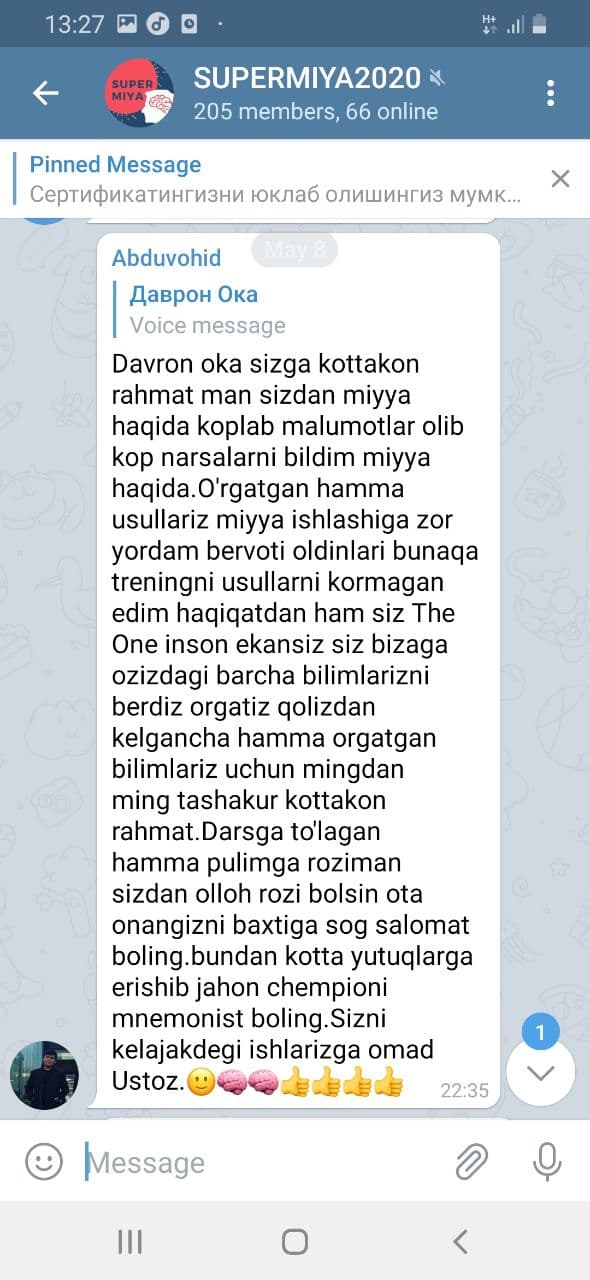 13:27
H+
SUPER
MIYA
SUPERMIYA2020
205 members, 66 online
Pinned Message
Сертификатингизни юклаб олишингиз мумк...
May 8
Abduvohid
Даврон Ока
Voice message
Davron oka sizga kottakon
rahmat man sizdan miyya
haqida koplab malumotlar olib
kop narsalarni bildim miyya
haqida.O'rgatgan hamma
usullariz miyya ishlashiga zor
yordam bervoti oldinlari bunaqa
treningni usullarni kormagan
edim haqiqatdan ham siz The
One inson ekansiz siz bizaga
ozizdagi barcha bilimlarizni
berdiz orgatiz qolizdan
kelgancha hamma orgatgan
bilimlariz uchun mingdan
ming tashakur kottakon
rahmat.Darsga to'lagan
hamma pulimga roziman
sizdan olloh rozi bolsin ota
onangizni baxtiga sog salomat
boling.bundan kotta yutuqlarga
erishib jahon chempioni
mnemonist boling.Sizni
kelajakdegi ishlarizga omad
Ustoz.🙂🧠🧠👍👍👍👍
22:35
1
Message